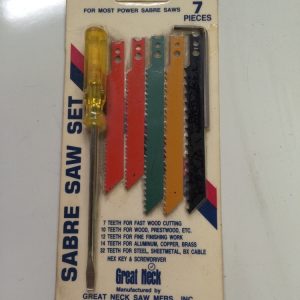 FOR MOST POWER SABRE SAWS
7
PIECES
SABRE SAW SET
7 TEETH FOR FAST WOOD CUTTING
10 TEETH FOR WOOD, PRESTWOOD, ETC.
12 TEETH FOR FINE FINISHING WORK
14 TEETH FOR ALUMINUM, COPPER, BRASS
32 TEETH FOR STEEL, SHEETMETAL, BX CABLE
HEX KEY & SCREWDRIVER
Great Neck
Manufactured by
GREAT NECK SAW MFRS., INC.